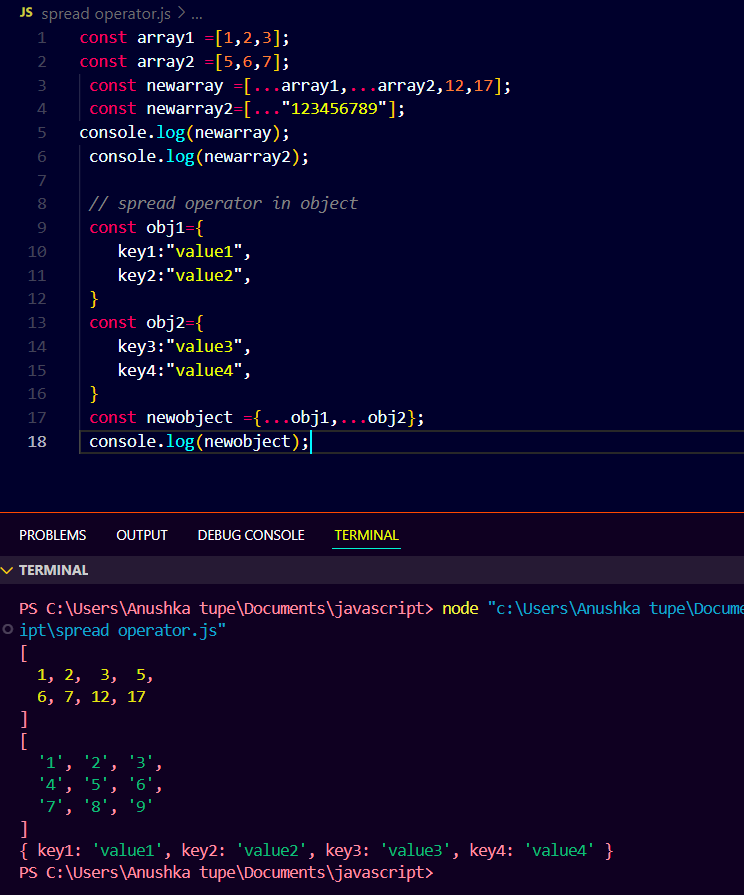 JS spread operator.js > ...
1 const array1 =[1,2,3];
2 const array2 =[5,6,7];
3 const newarray =[...array1,...array2,12,17];
4 const newarray2=[..."123456789"];
5 console.log(newarray);
6 console.log(newarray2);
7
8 // spread operator in object
9 const obj1={
10 key1:"value1",
11 key2:"value2",
12 }
13 const obj2={
14 key3:"value3",
15 key4:"value4",
16 }
17 const newobject ={...obj1,...obj2};
18 console.log(newobject);
PROBLEMS OUTPUT DEBUG CONSOLE TERMINAL
TERMINAL
PS C:\Users\Anushka tupe\Documents\javascript> node "c:\Users\Anushka tupe\Docume
ipt\spread operator.js"
[
1, 2, 3, 5,
6, 7, 12, 17
]
[
'1', '2', '3',
'4', '5', '6',
'7', '8', '9'
]
{ key1: 'value1', key2: 'value2', key3: 'value3', key4: 'value4' }
PS C:\Users\Anushka tupe\Documents\javascript>